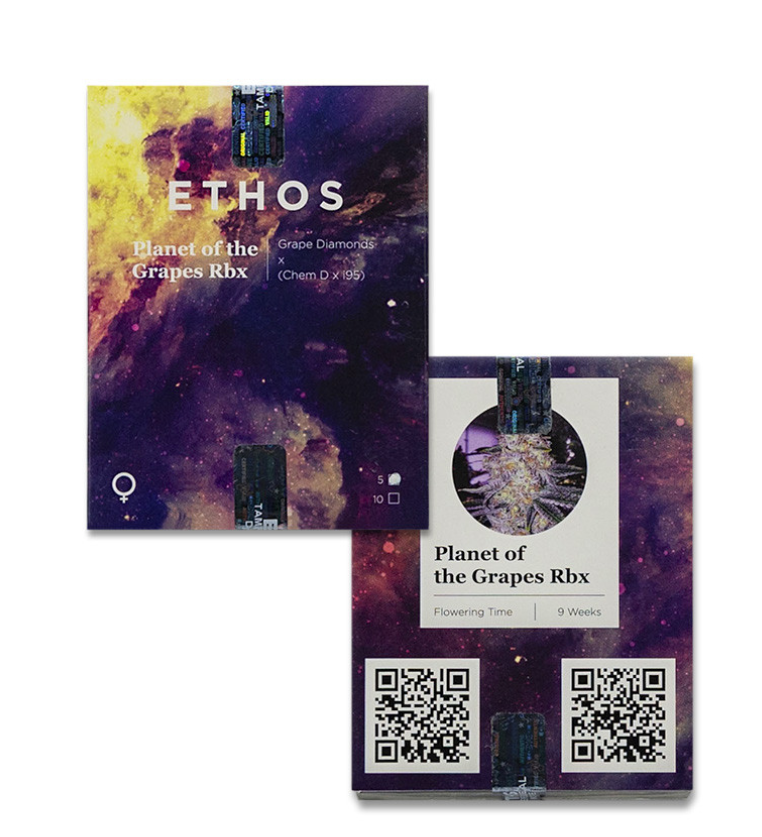 ETHOS
Planet of the
Grapes Rbx
Grape Diamonds
x
(Chem D x I95)
5
10
Planet of
the Grapes Rbx
Flowering Time
9 Weeks